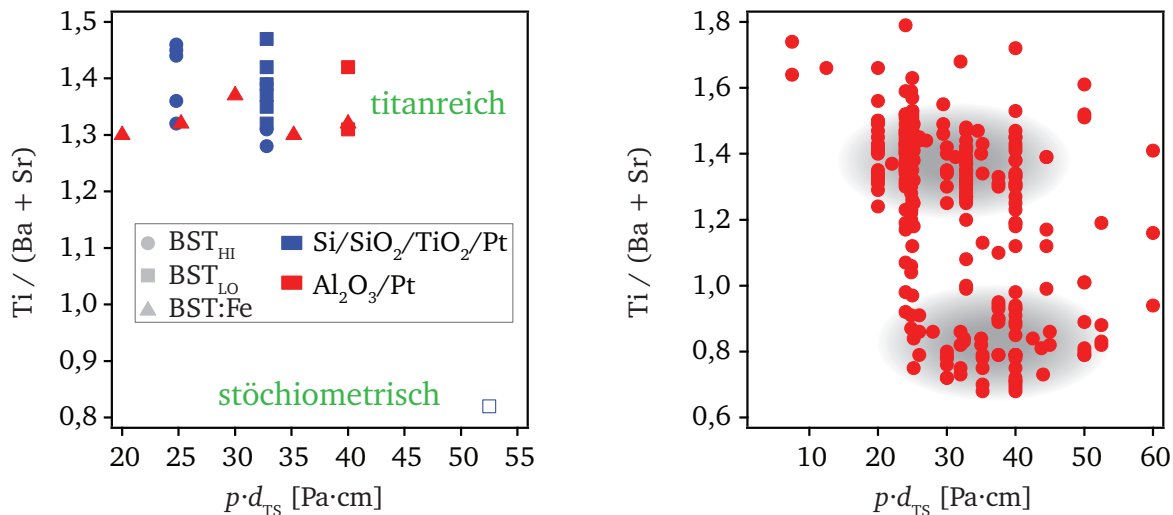 1,5
1,4
1,3
1,2
1,1
1,0
0,9
0,8
Ti / (Ba + Sr)
titanreich
BST_HI
BST_LO
BST:Fe
Si/SiO₂/TiO₂/Pt
Al₂O₃/Pt
stöchiometrisch
20 25 30 35 40 45 50 55
p·d_TS [Pa·cm]
1,8
1,6
1,4
1,2
1,0
0,8
0,6
Ti / (Ba + Sr)
10 20 30 40 50 60
p·d_TS [Pa·cm]